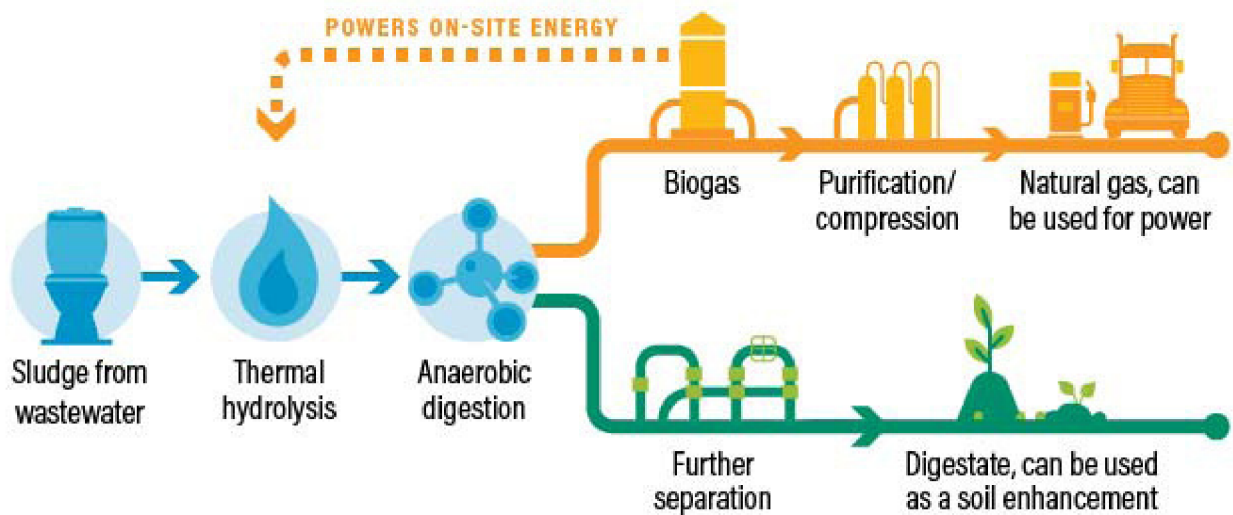 POWERS ON-SITE ENERGY
Biogas
Purification/
compression
Natural gas, can
be used for power
Sludge from
wastewater
Thermal
hydrolysis
Anaerobic
digestion
Further
separation
Digestate, can be used
as a soil enhancement